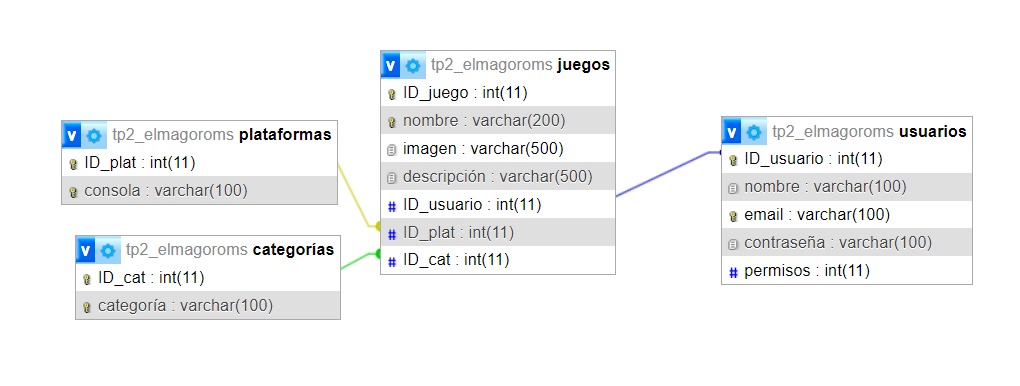 tp2_elmagoroms plataformas
ID_plat : int(11)
consola : varchar(100)
tp2_elmagoroms categorías
ID_cat : int(11)
categoría : varchar(100)
tp2_elmagoroms juegos
ID_juego : int(11)
nombre : varchar(200)
imagen : varchar(500)
descripción : varchar(500)
# ID_usuario : int(11)
# ID_plat : int(11)
# ID_cat : int(11)
tp2_elmagoroms usuarios
ID_usuario : int(11)
nombre : varchar(100)
email : varchar(100)
contraseña : varchar(100)
# permisos : int(11)